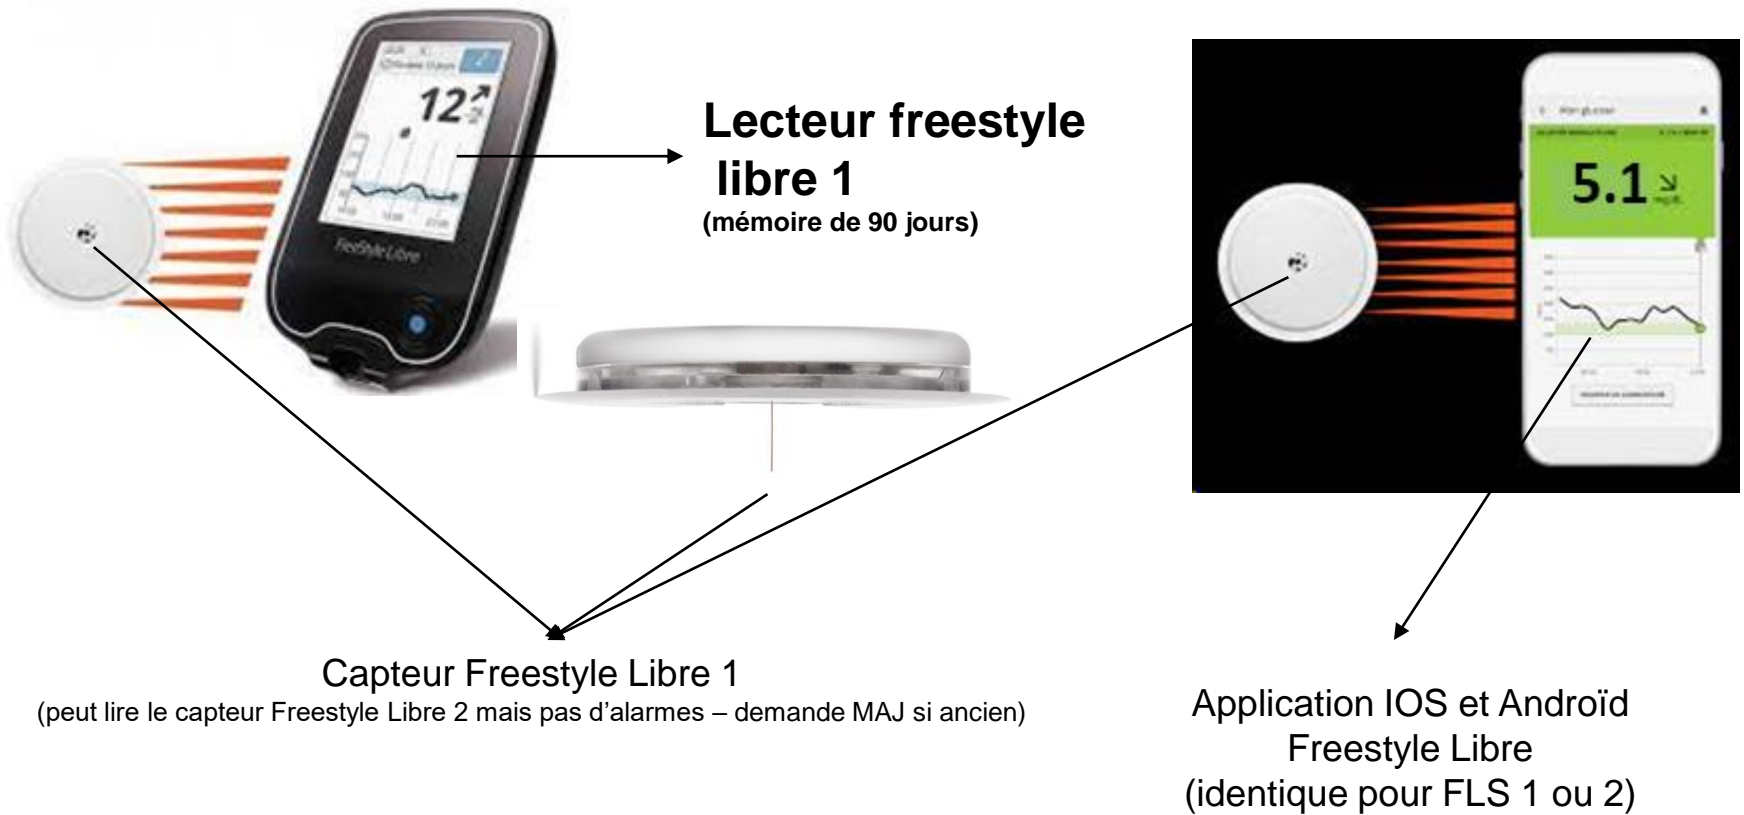 12
FreeStyle Libre
Lecteur freestyle
libre 1
(mémoire de 90 jours)
5.1
Capteur Freestyle Libre 1
(peut lire le capteur Freestyle Libre 2 mais pas d’alarmes – demande MAJ si ancien)
Application IOS et Androïd
Freestyle Libre
(identique pour FLS 1 ou 2)